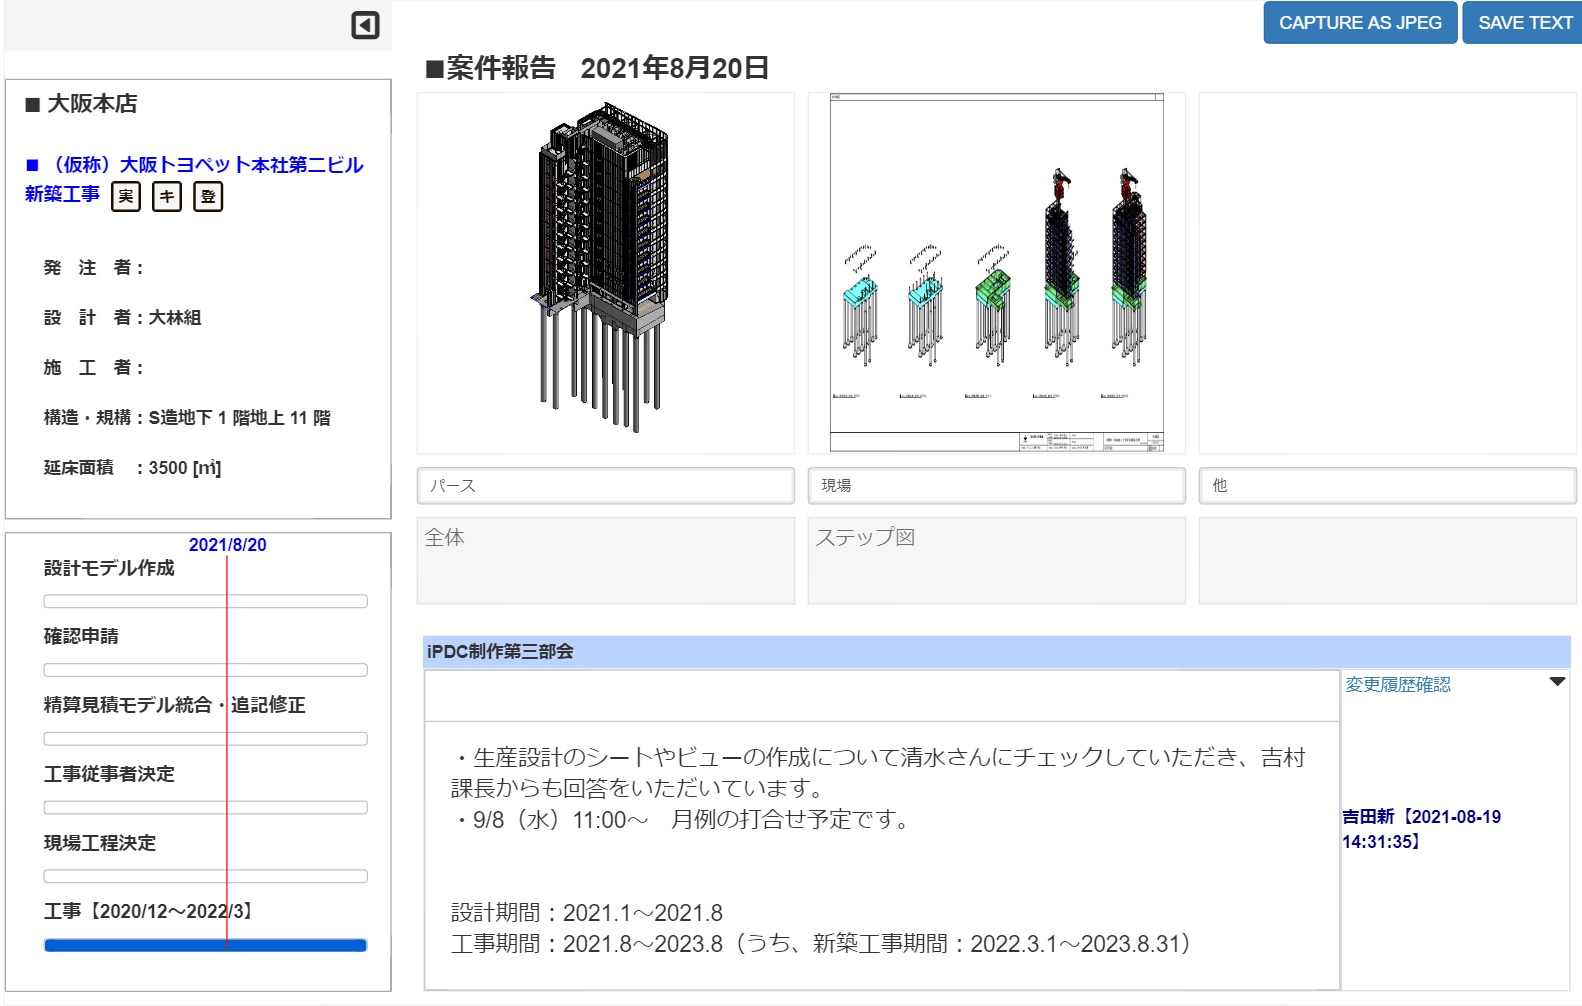 CAPTURE AS JPEG
SAVE TEXT
■ 大阪本店
■（仮称）大阪トヨペット本社第二ビル
新築工事 実 キ 登
発　注　者：
設　計　者：大林組
施　工　者：
構造・規構：S造地下 1 階地上 11 階
延床面積　：3500 [㎡]
2021/8/20
設計モデル作成
確認申請
精算見積モデル統合・追記修正
工事従事者決定
現場工程決定
工事【2020/12～2022/3】
■案件報告　2021年8月20日
パース
現場
他
全体
ステップ図
iPDC制作第三部会
変更履歴確認
・生産設計のシートやビューの作成について清水さんにチェックしていただき、吉村
課長からも回答をいただいています。
・9/8（水）11:00～　月例の打合せ予定です。
設計期間：2021.1～2021.8
工事期間：2021.8～2023.8（うち、新築工事期間：2022.3.1～2023.8.31）
吉田新【2021-08-19
14:31:35】